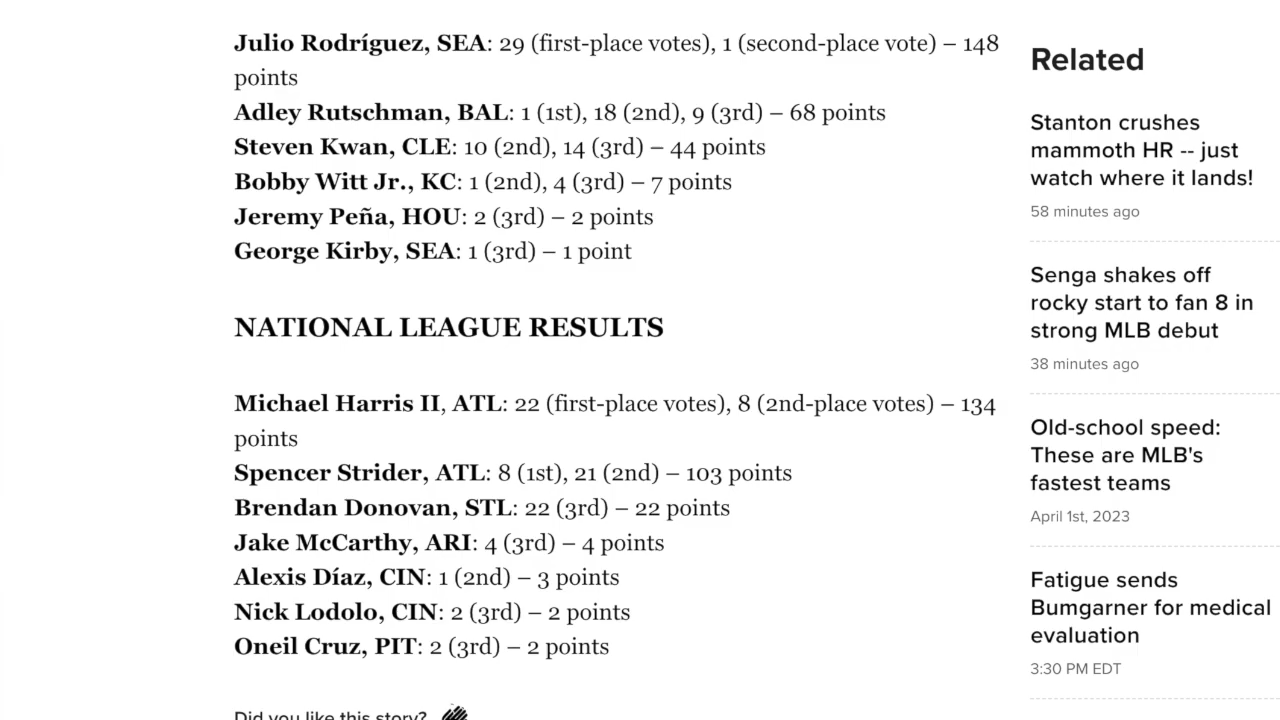 Julio Rodríguez, SEA: 29 (first-place votes), 1 (second-place vote) – 148
points
Adley Rutschman, BAL: 1 (1st), 18 (2nd), 9 (3rd) – 68 points
Steven Kwan, CLE: 10 (2nd), 14 (3rd) – 44 points
Bobby Witt Jr., KC: 1 (2nd), 4 (3rd) – 7 points
Jeremy Peña, HOU: 2 (3rd) – 2 points
George Kirby, SEA: 1 (3rd) – 1 point
NATIONAL LEAGUE RESULTS
Michael Harris II, ATL: 22 (first-place votes), 8 (2nd-place votes) – 134
points
Spencer Strider, ATL: 8 (1st), 21 (2nd) – 103 points
Brendan Donovan, STL: 22 (3rd) – 22 points
Jake McCarthy, ARI: 4 (3rd) – 4 points
Alexis Díaz, CIN: 1 (2nd) – 3 points
Nick Lodolo, CIN: 2 (3rd) – 2 points
Oneil Cruz, PIT: 2 (3rd) – 2 points
Did you like this story?
Related
Stanton crushes
mammoth HR -- just
watch where it lands!
58 minutes ago
Senga shakes off
rocky start to fan 8 in
strong MLB debut
38 minutes ago
Old-school speed:
These are MLB's
fastest teams
April 1st, 2023
Fatigue sends
Bumgarner for medical
evaluation
3:30 PM EDT